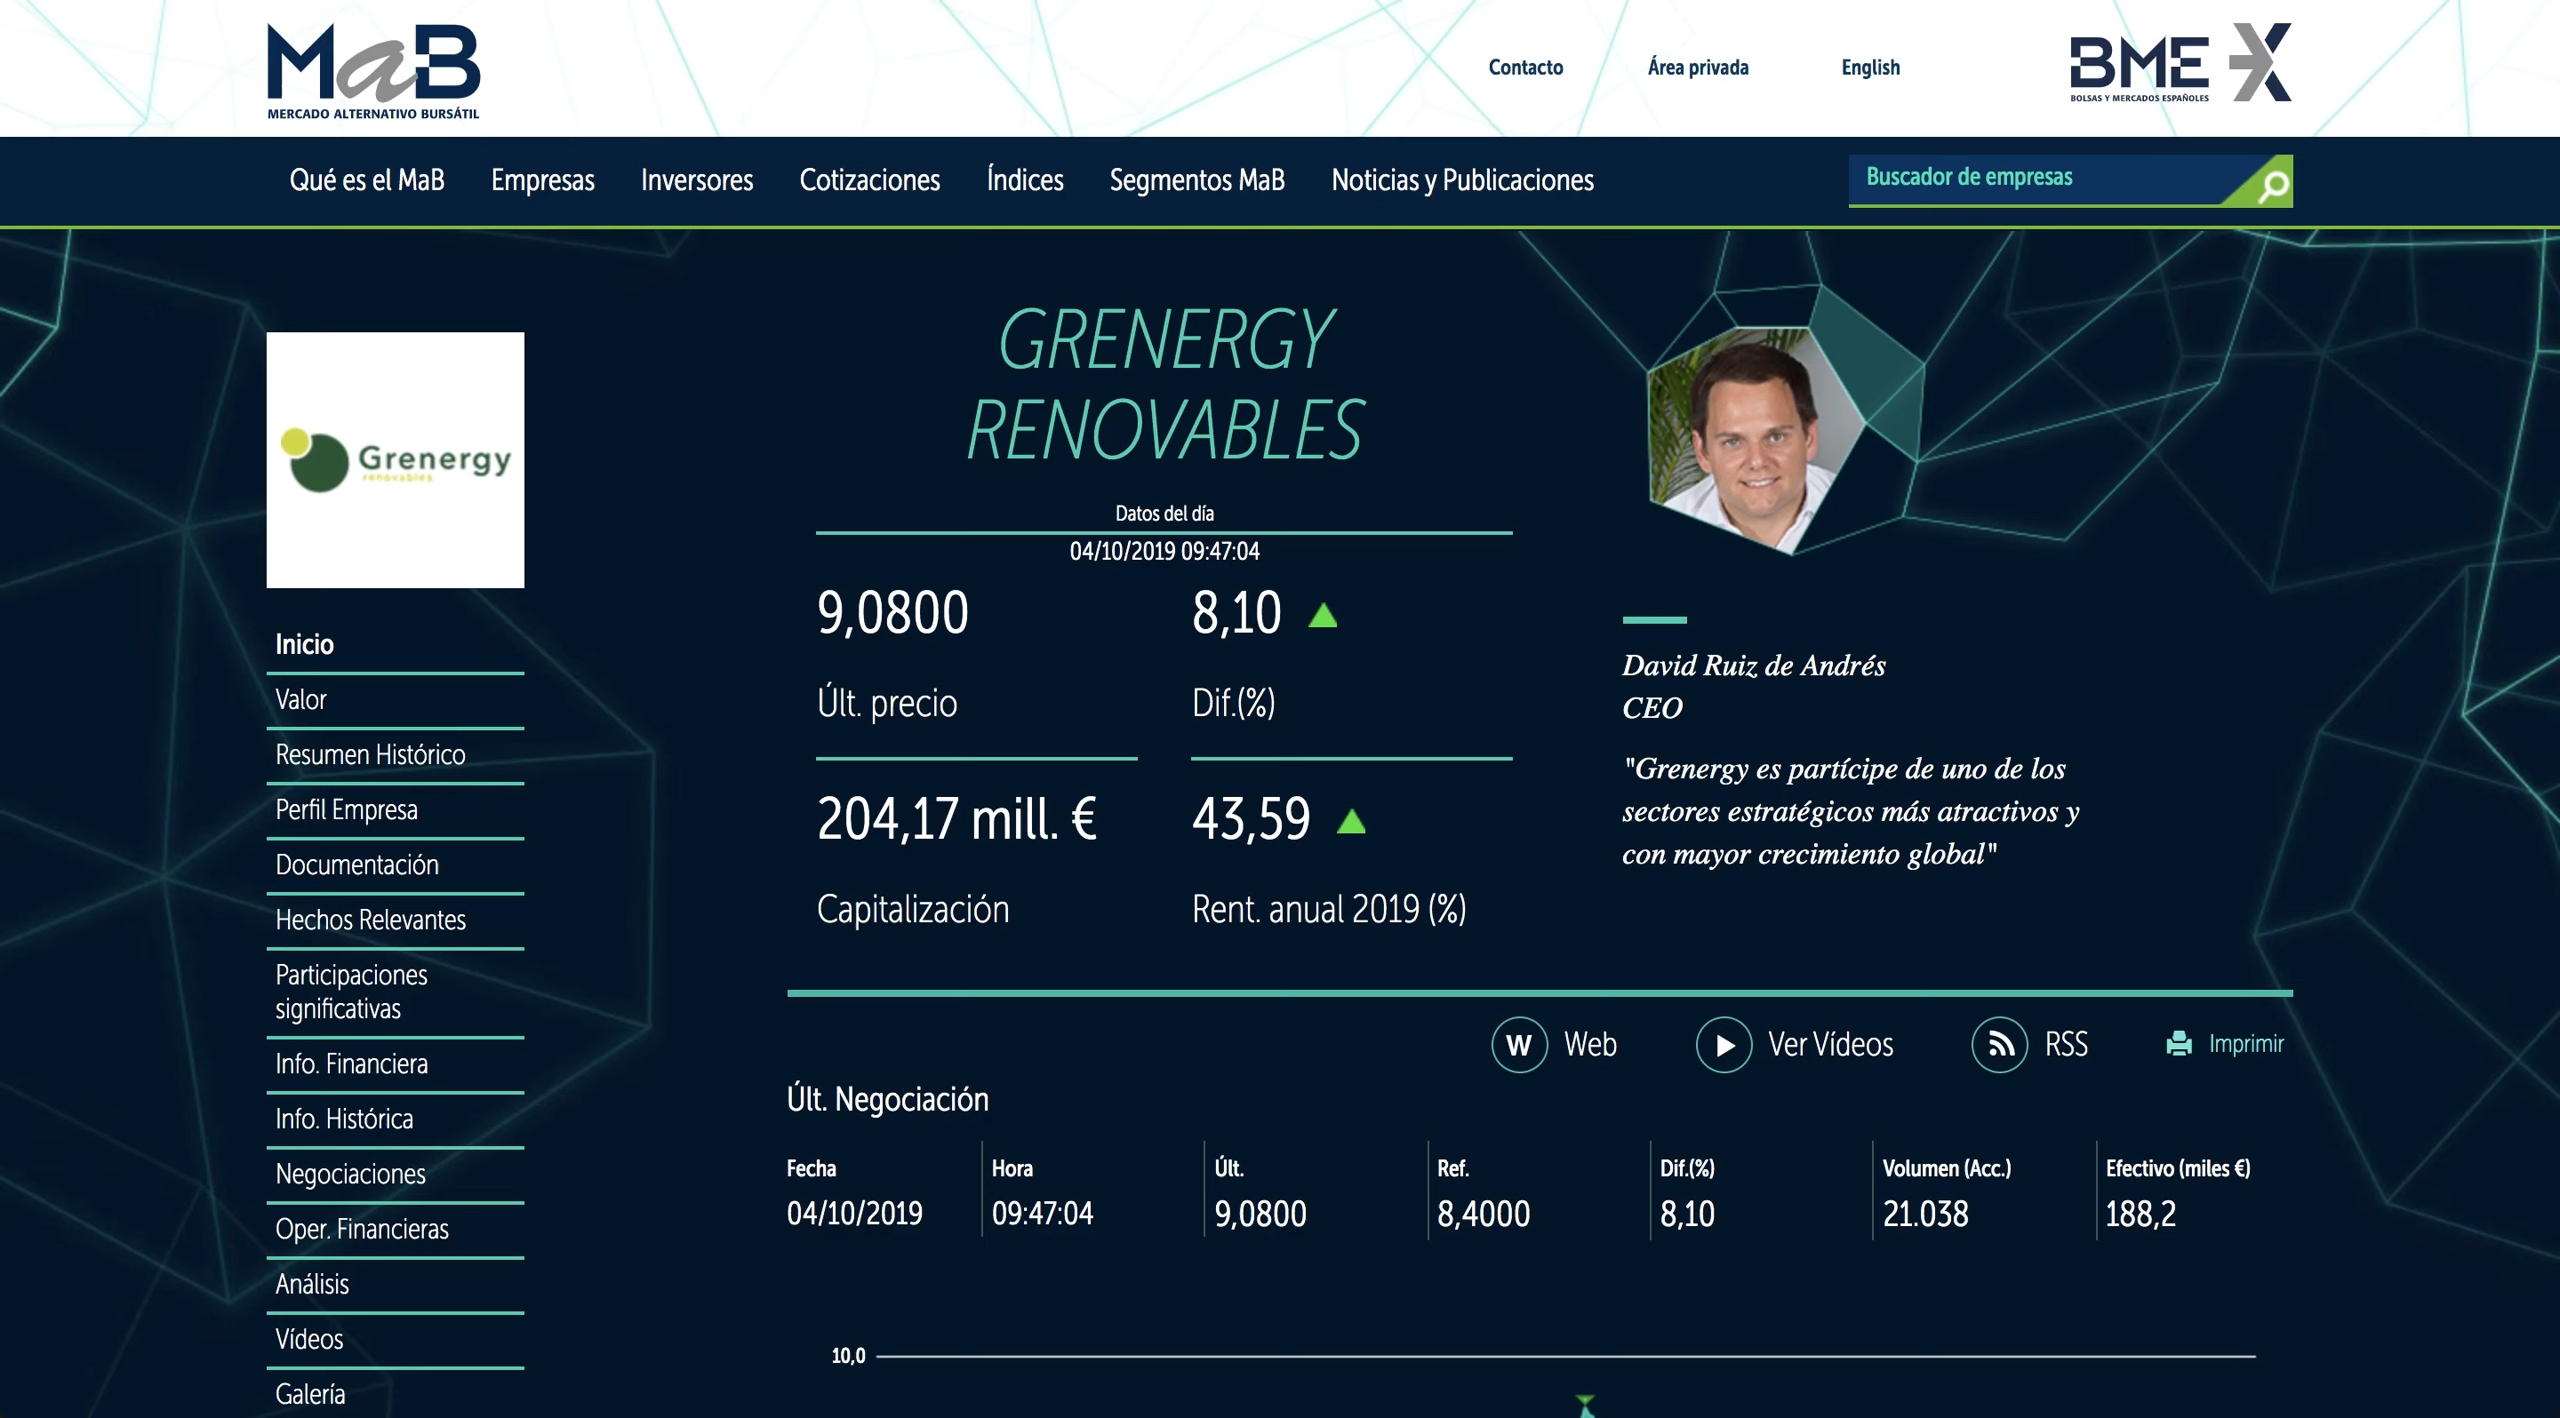 MaB
MERCADO ALTERNATIVO BURSÁTIL
Contacto
Área privada
English
BME X
BOLSAS Y MERCADOS ESPAÑOLES
Qué es el MaB
Empresas
Inversores
Cotizaciones
Índices
Segmentos MaB
Noticias y Publicaciones
Buscador de empresas
Grenergy
renovables
Inicio
Valor
Resumen Histórico
Perfil Empresa
Documentación
Hechos Relevantes
Participaciones
significativas
Info. Financiera
Info. Histórica
Negociaciones
Oper. Financieras
Análisis
Vídeos
Galería
GRENERGY
RENOVABLES
Datos del día
04/10/2019 09:47:04
9,0800
Últ. precio
8,10
Dif.(%)
204,17 mill. €
Capitalización
43,59
Rent. anual 2019 (%)
David Ruiz de Andrés
CEO
"Grenergy es partícipe de uno de los
sectores estratégicos más atractivos y
con mayor crecimiento global"
W Web
Ver Vídeos
RSS
Imprimir
Últ. Negociación
Fecha Hora Últ. Ref. Dif.(%) Volumen (Acc.) Efectivo (miles €)
04/10/2019 09:47:04 9,0800 8,4000 8,10 21.038 188,2
10,0